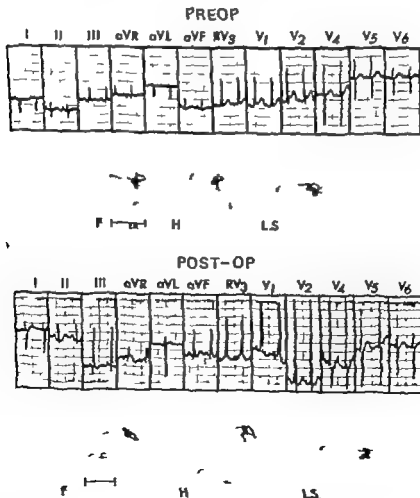 PREOP
I II III aVR aVL aVF RV3 V1 V2 V4 V5 V6
F H LS
POST-OP
I II III aVR aVL aVF RV3 V1 V2 V4 V5 V6
F H LS